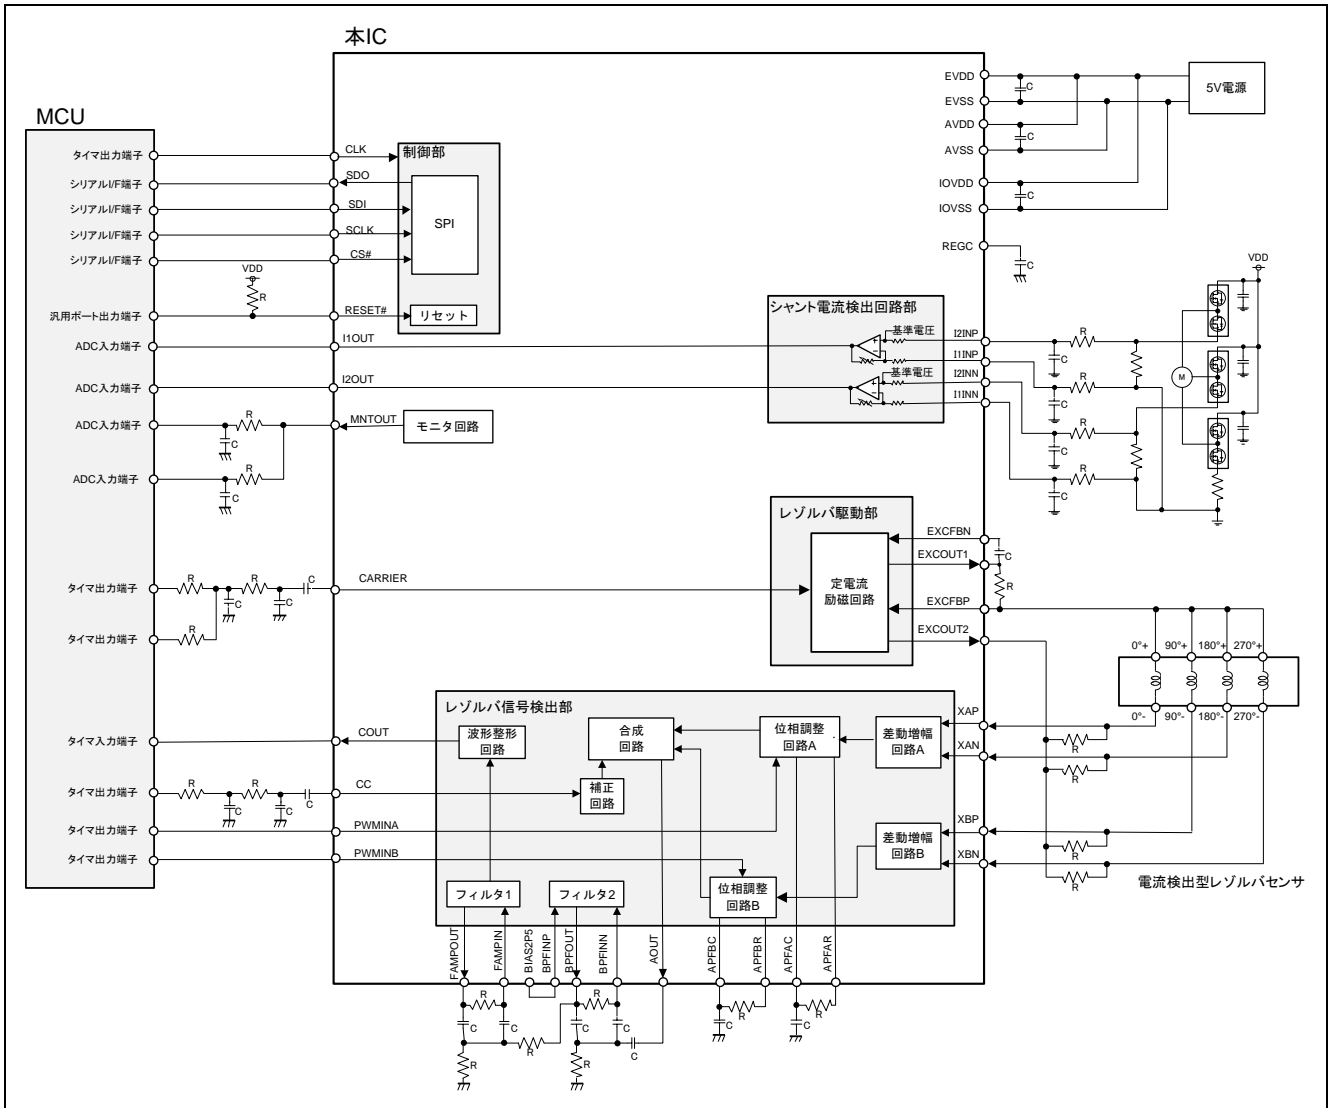 本IC
MCU
タイマ出力端子
シリアルI/F端子
シリアルI/F端子
シリアルI/F端子
シリアルI/F端子
汎用ポート出力端子
ADC入力端子
ADC入力端子
ADC入力端子
ADC入力端子
タイマ出力端子
タイマ出力端子
タイマ入力端子
タイマ出力端子
タイマ出力端子
タイマ出力端子
VDD
R
R
C
R
C
R
R
C
C
C
R
R
R
C
C
C
CLK
SDO
SDI
SCLK
CS#
RESET#
I1OUT
I2OUT
MNTOUT
CARRIER
COUT
CC
PWMINA
PWMINB
制御部
SPI
リセット
モニタ回路
シャント電流検出回路部
基準電圧
基準電圧
レゾルバ駆動部
定電流
励磁回路
レゾルバ信号検出部
波形整形
回路
合成
回路
補正
回路
位相調整
回路A
差動増幅
回路A
差動増幅
回路B
位相調整
回路B
フィルタ1
フィルタ2
EVDD
EVSS
AVDD
AVSS
IOVDD
IOVSS
REGC
I2INP
I1INP
I2INN
I1INN
EXCFBN
EXCOUT1
EXCFBP
EXCOUT2
XAP
XAN
XBP
XBN
5V電源
C
C
C
C
VDD
R
C
R
C
R
C
R
C
M
C
R
0°+ 90°+ 180°+ 270°+
0°- 90°- 180°- 270°-
R
R
R
R
電流検出型レゾルバセンサ
FAMPOUT
FAMPIN
BIAS2P5
BPFINP
BPFOUT
BPFINN
AOUT
APFBC
APFBR
APFAC
APFAR
R
C
C
R
R
R
C
C
C
R
C
R
C
R